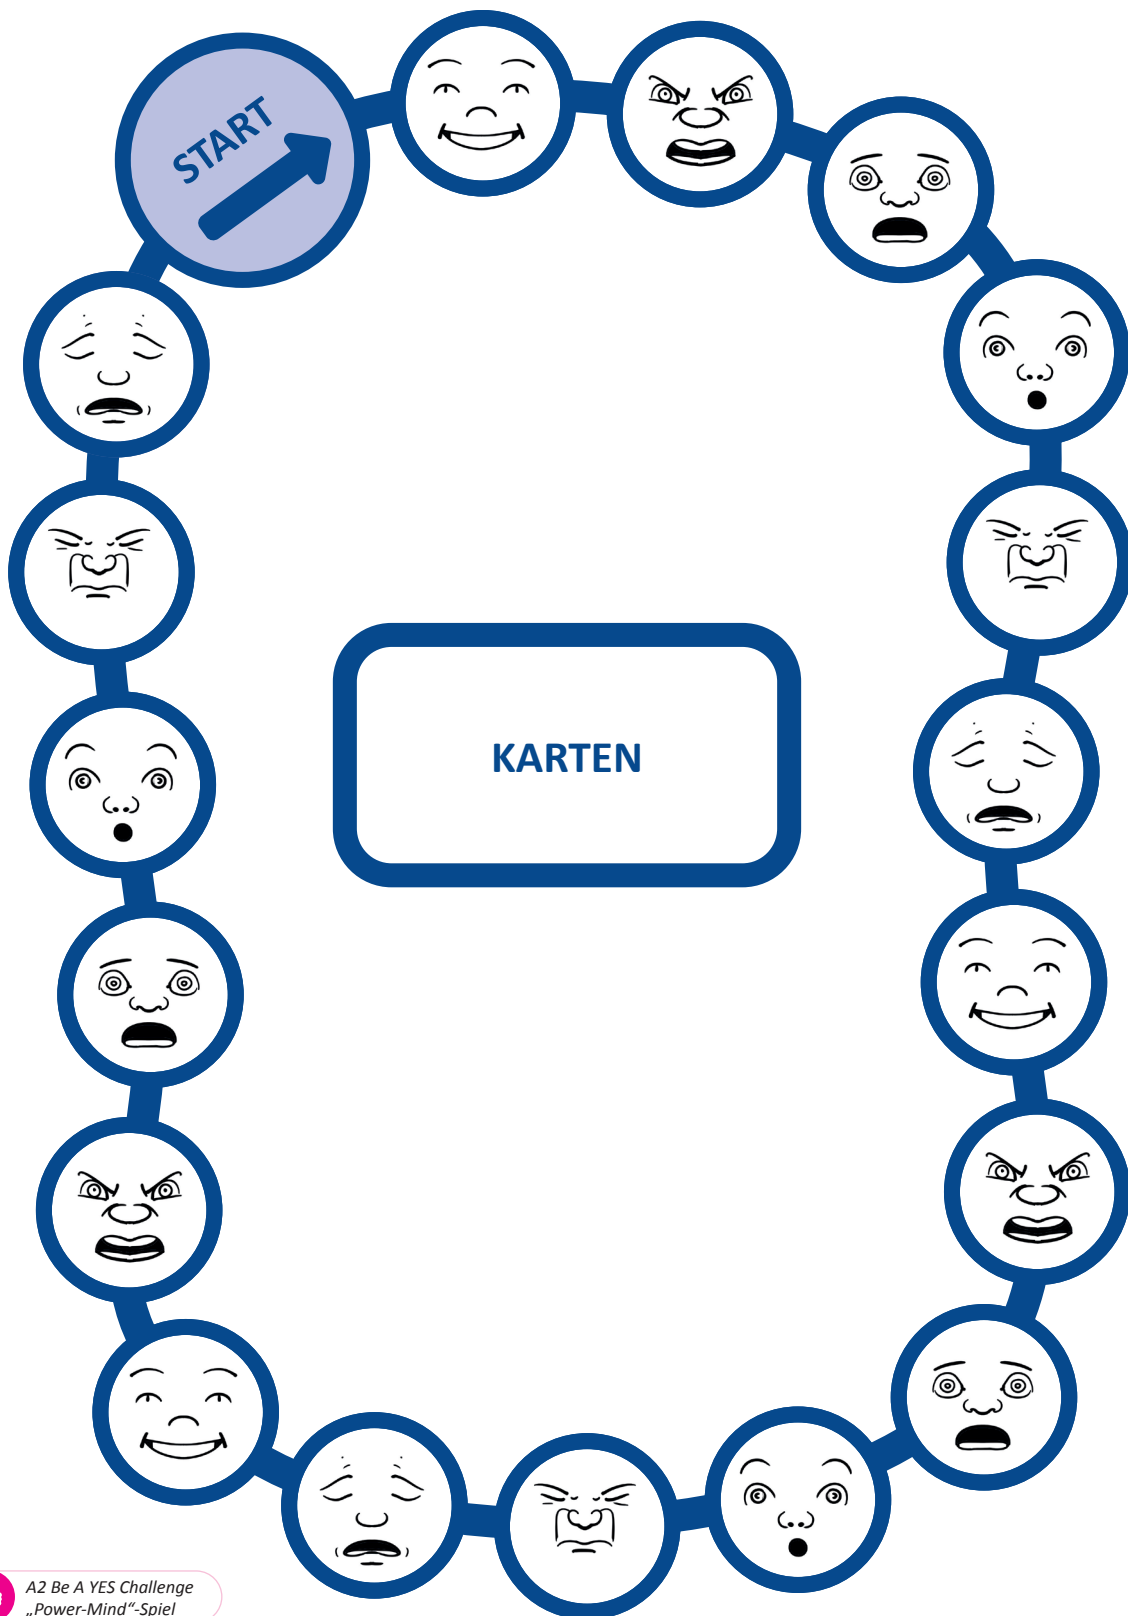 START
KARTEN
A2 Be A YES Challenge
„Power-Mind“-Spiel